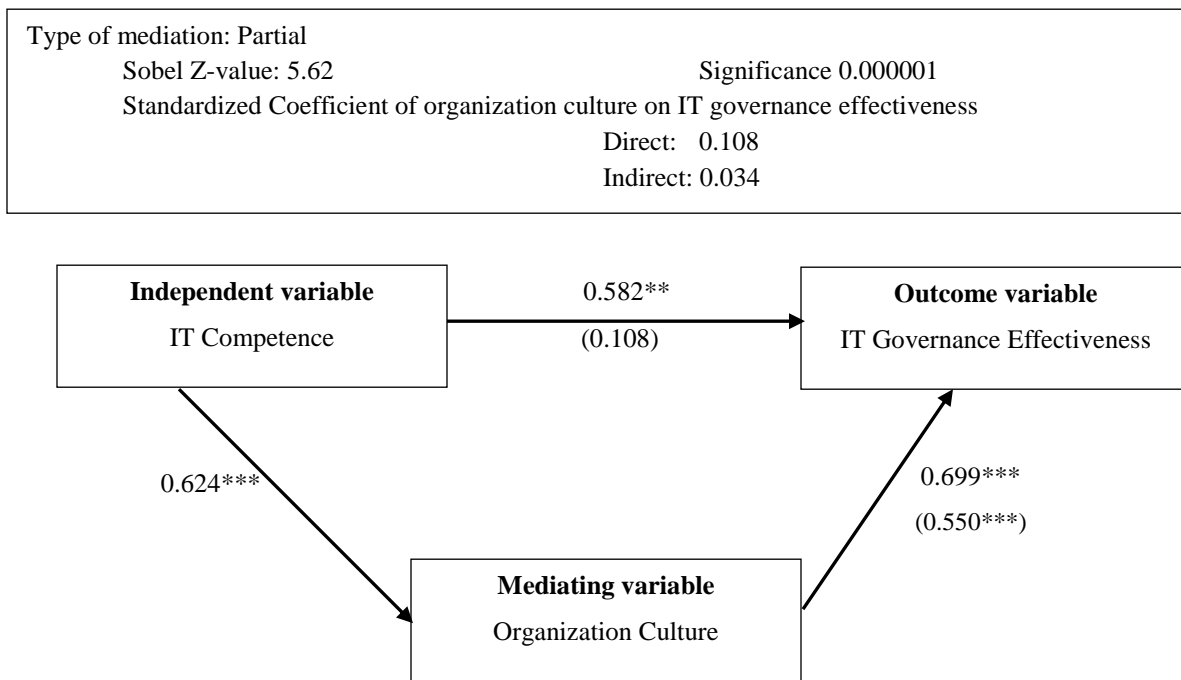 Type of mediation: Partial
Sobel Z-value: 5.62 Significance 0.000001
Standardized Coefficient of organization culture on IT governance effectiveness
Direct: 0.108
Indirect: 0.034
Independent variable
IT Competence
0.582**
(0.108)
Outcome variable
IT Governance Effectiveness
0.624***
0.699***
(0.550***)
Mediating variable
Organization Culture